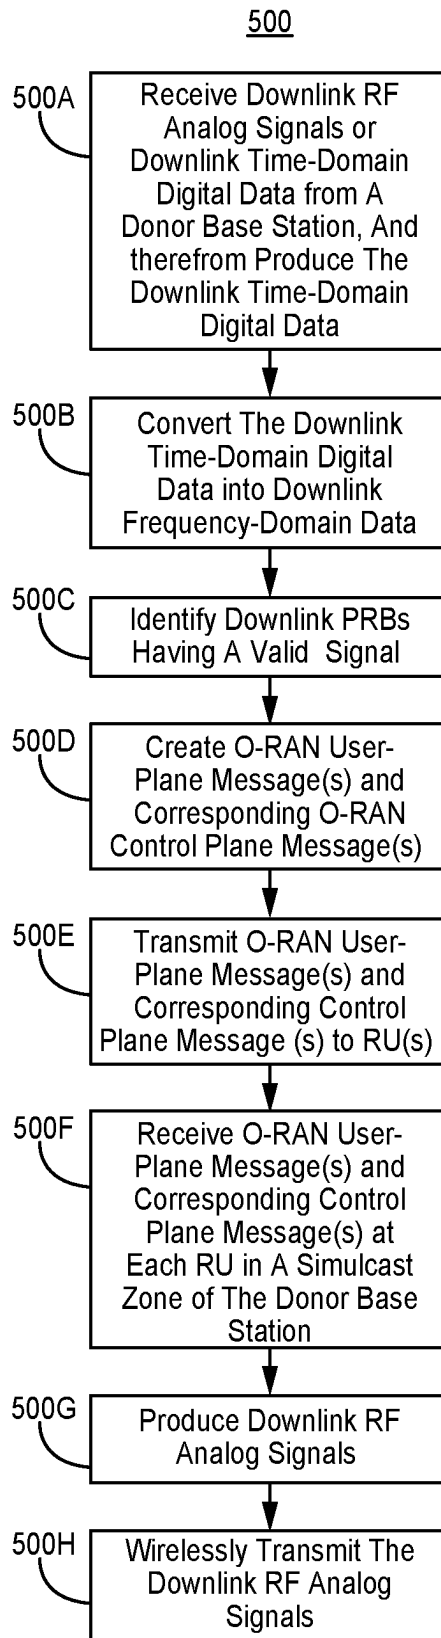 500
500A
Receive Downlink RF
Analog Signals or
Downlink Time-Domain
Digital Data from A
Donor Base Station, And
therefrom Produce The
Downlink Time-Domain
Digital Data
500B
Convert The Downlink
Time-Domain Digital
Data into Downlink
Frequency-Domain Data
500C
Identify Downlink PRBs
Having A Valid Signal
500D
Create O-RAN User-
Plane Message(s) and
Corresponding O-RAN
Control Plane Message(s)
500E
Transmit O-RAN User-
Plane Message(s) and
Corresponding Control
Plane Message (s) to RU(s)
500F
Receive O-RAN User-
Plane Message(s) and
Corresponding Control
Plane Message(s) at
Each RU in A Simulcast
Zone of The Donor Base
Station
500G
Produce Downlink RF
Analog Signals
500H
Wirelessly Transmit The
Downlink RF Analog
Signals